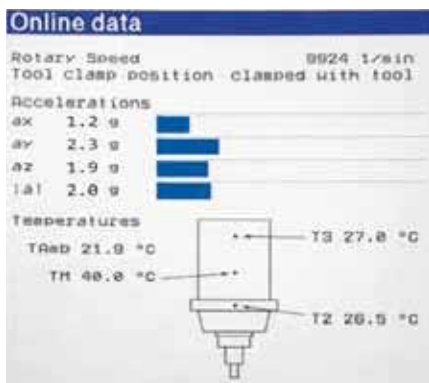 Online data
Rotary Speed 9924 1/min
Tool clamp position clamped with tool
Accelerations
ax 1.2 g
ay 2.3 g
az 1.9 g
|a| 2.0 g
Temperatures
T3 27.0 °C
TAmb 21.9 °C
TM 40.0 °C
T2 26.5 °C